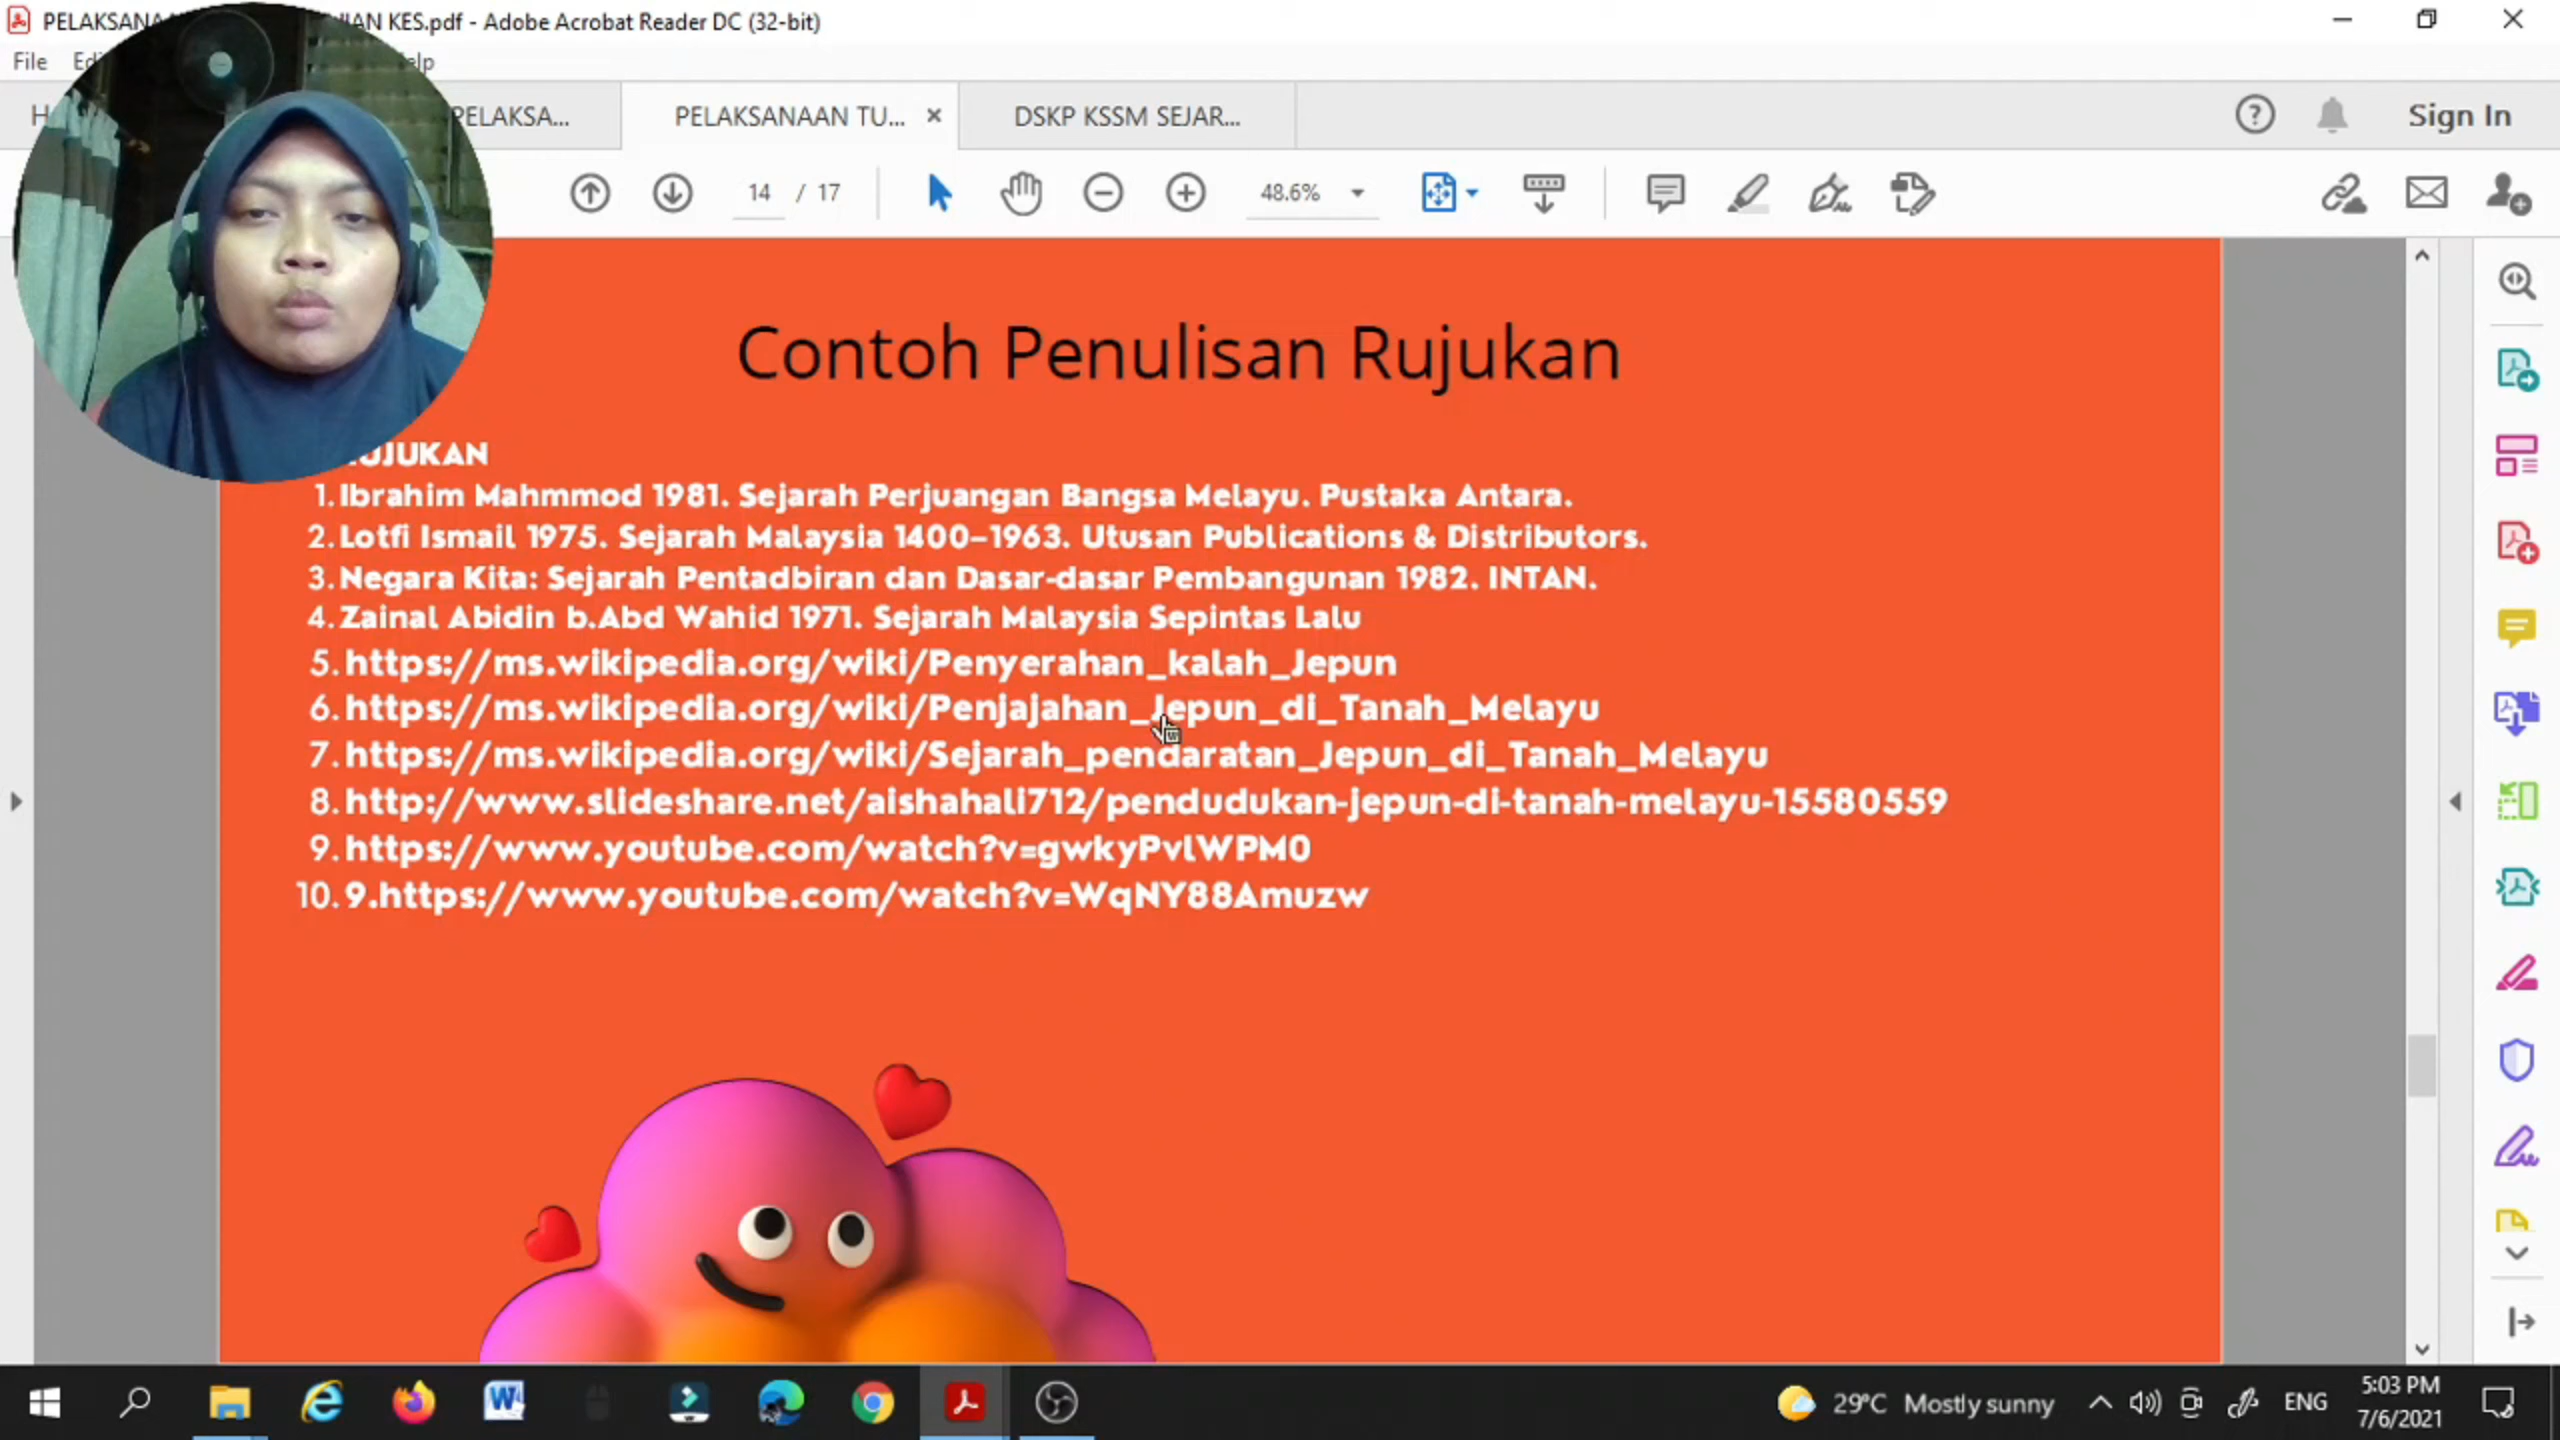 PELAKSANA
JIAN KES.pdf - Adobe Acrobat Reader DC (32-bit)
File
PELAKSA...
PELAKSANAAN TU...
DSKP KSSM SEJAR...
Sign In
14 / 17
48.6%
Contoh Penulisan Rujukan
UJUKAN
1. Ibrahim Mahmmod 1981. Sejarah Perjuangan Bangsa Melayu. Pustaka Antara.
2. Lotfi Ismail 1975. Sejarah Malaysia 1400–1963. Utusan Publications & Distributors.
3. Negara Kita: Sejarah Pentadbiran dan Dasar-dasar Pembangunan 1982. INTAN.
4. Zainal Abidin b.Abd Wahid 1971. Sejarah Malaysia Sepintas Lalu
5. https://ms.wikipedia.org/wiki/Penyerahan_kalah_Jepun
6. https://ms.wikipedia.org/wiki/Penjajahan_Jepun_di_Tanah_Melayu
7. https://ms.wikipedia.org/wiki/Sejarah_pendaratan_Jepun_di_Tanah_Melayu
8. http://www.slideshare.net/aishahali712/pendudukan-jepun-di-tanah-melayu-15580559
9. https://www.youtube.com/watch?v=gwkyPvlWPM0
10. 9.https://www.youtube.com/watch?v=WqNY88Amuzw
29°C Mostly sunny
ENG
5:03 PM
7/6/2021